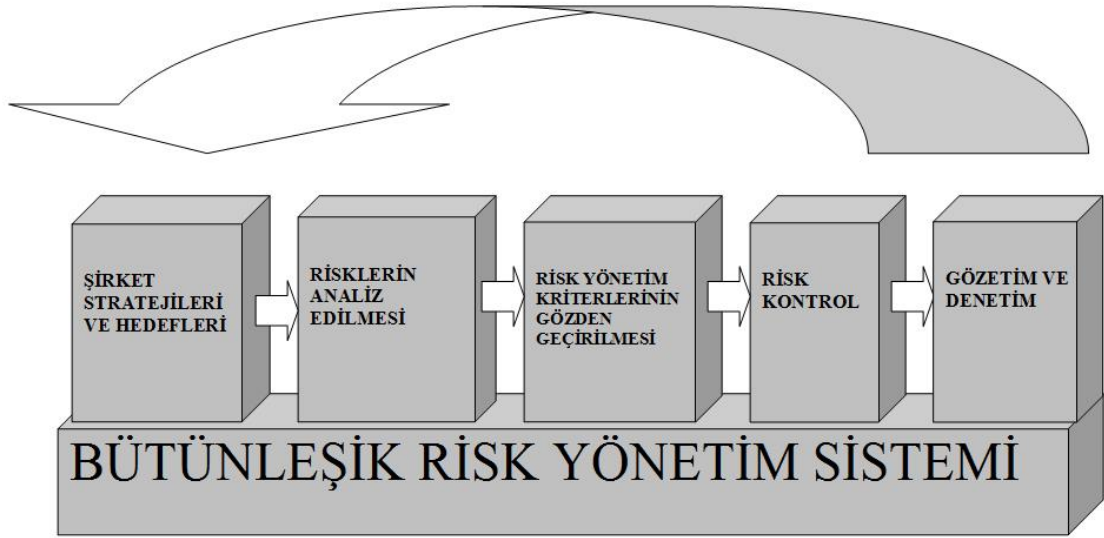 ŞİRKET
STRATEJİLERİ
VE HEDEFLERİ
RİSKLERİN
ANALİZ
EDİLMESİ
RİSK YÖNETİM
KRİTERLERİNİN
GÖZDEN
GEÇİRİLMESİ
RİSK
KONTROL
GÖZETİM VE
DENETİM
BÜTÜNLEŞİK RİSK YÖNETİM SİSTEMİ